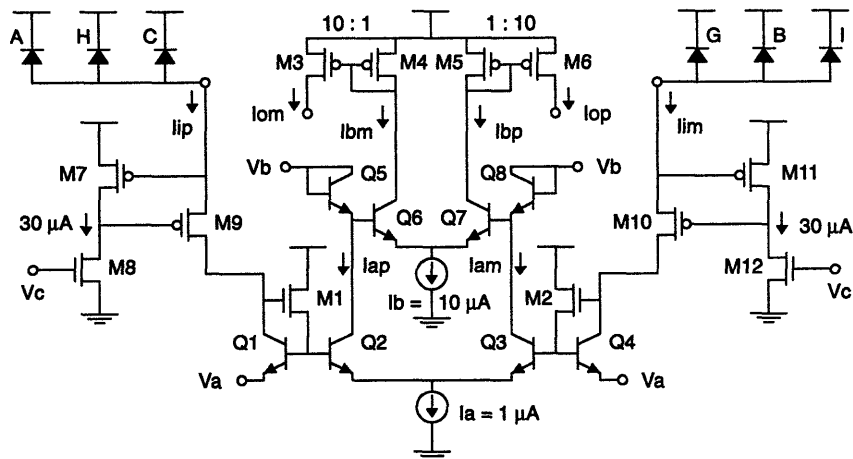 A H C 10 : 1 1 : 10 G B I
M3 M4 M5 M6
Iom Iop
Iip Ibm Ibp Iim
M7 Vb Q5 Q8 Vb M11
30 µA M9 Q6 Q7 M10 30 µA
M8 Iap Iam M12
Vc M1 Ib = 10 µA M2 Vc
Q1 Q2 Q3 Q4
Va Va
Ia = 1 µA